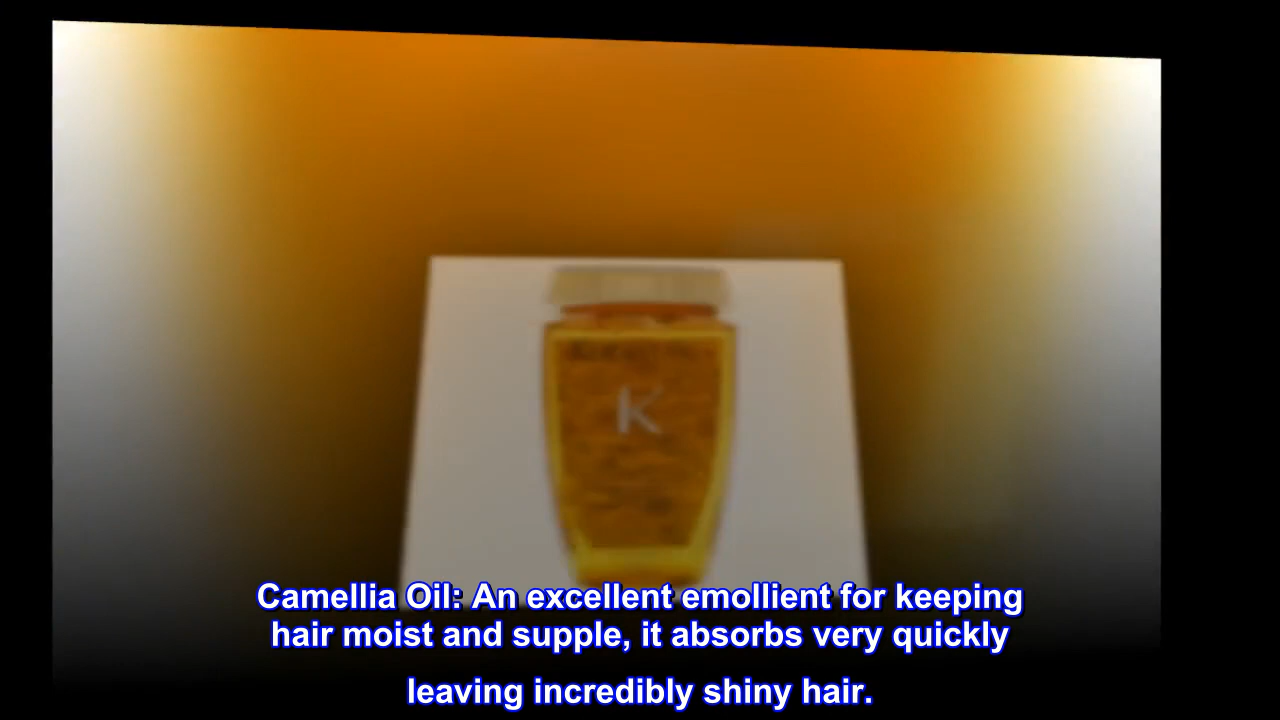 K
Camellia Oil: An excellent emollient for keeping
hair moist and supple, it absorbs very quickly
leaving incredibly shiny hair.